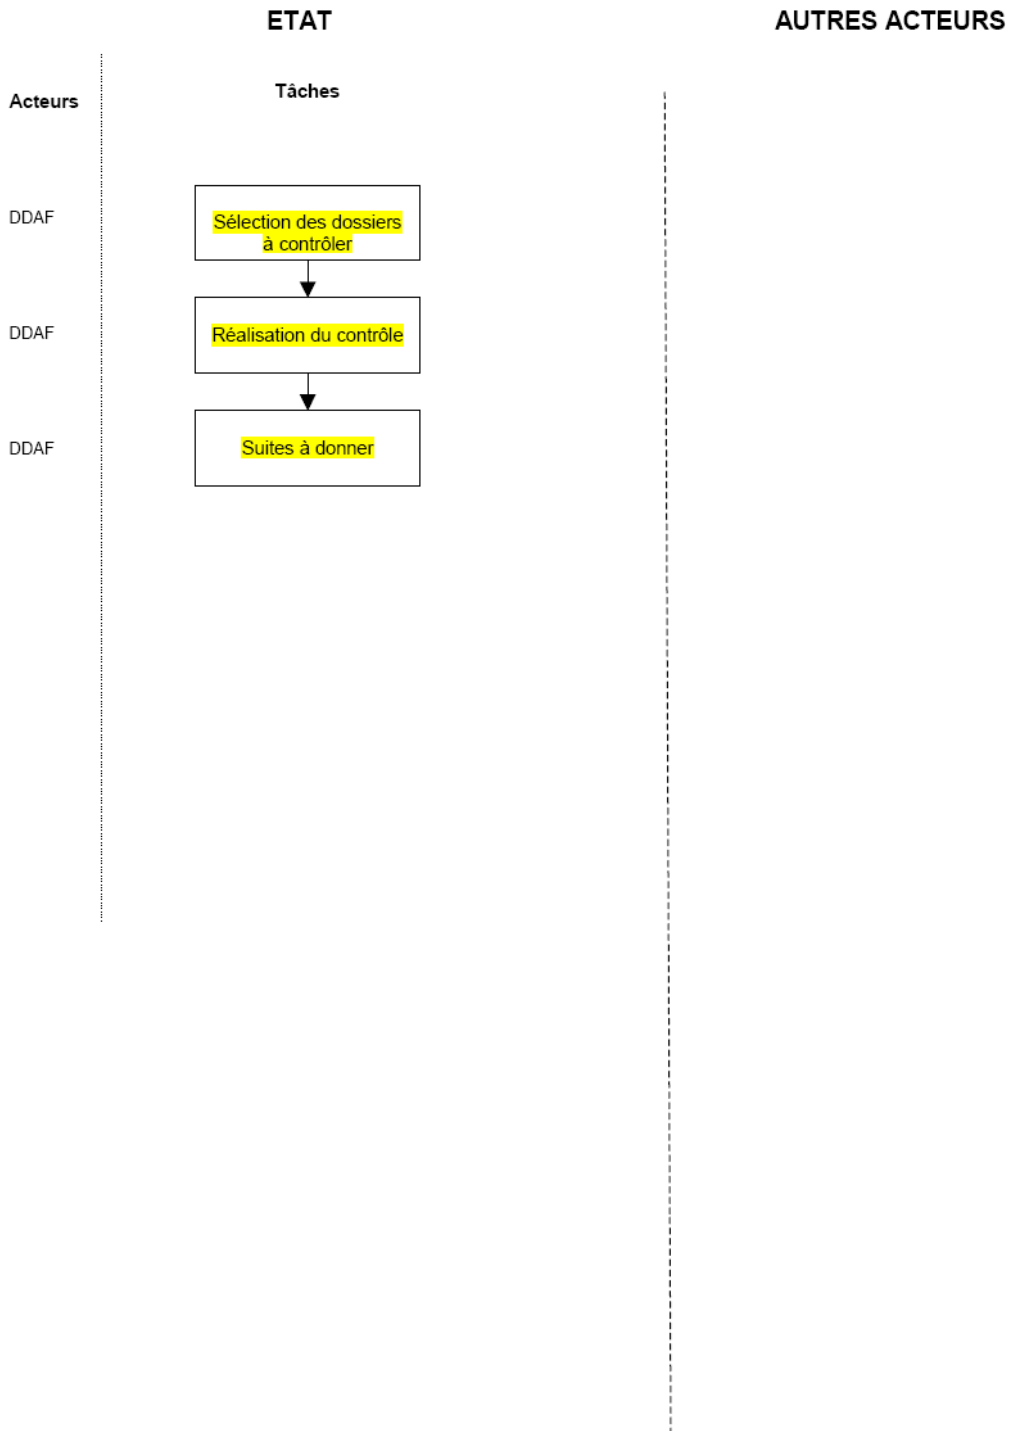 ETAT
AUTRES ACTEURS
Acteurs
Tâches
DDAF
Sélection des dossiers
à contrôler
DDAF
Réalisation du contrôle
DDAF
Suites à donner